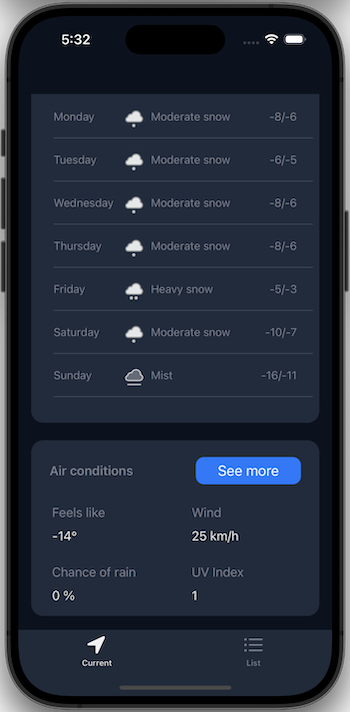 5:32
Monday Moderate snow -8/-6
Tuesday Moderate snow -6/-5
Wednesday Moderate snow -8/-6
Thursday Moderate snow -8/-6
Friday Heavy snow -5/-3
Saturday Moderate snow -10/-7
Sunday Mist -16/-11
Air conditions See more
Feels like Wind
-14° 25 km/h
Chance of rain UV Index
0 % 1
Current List